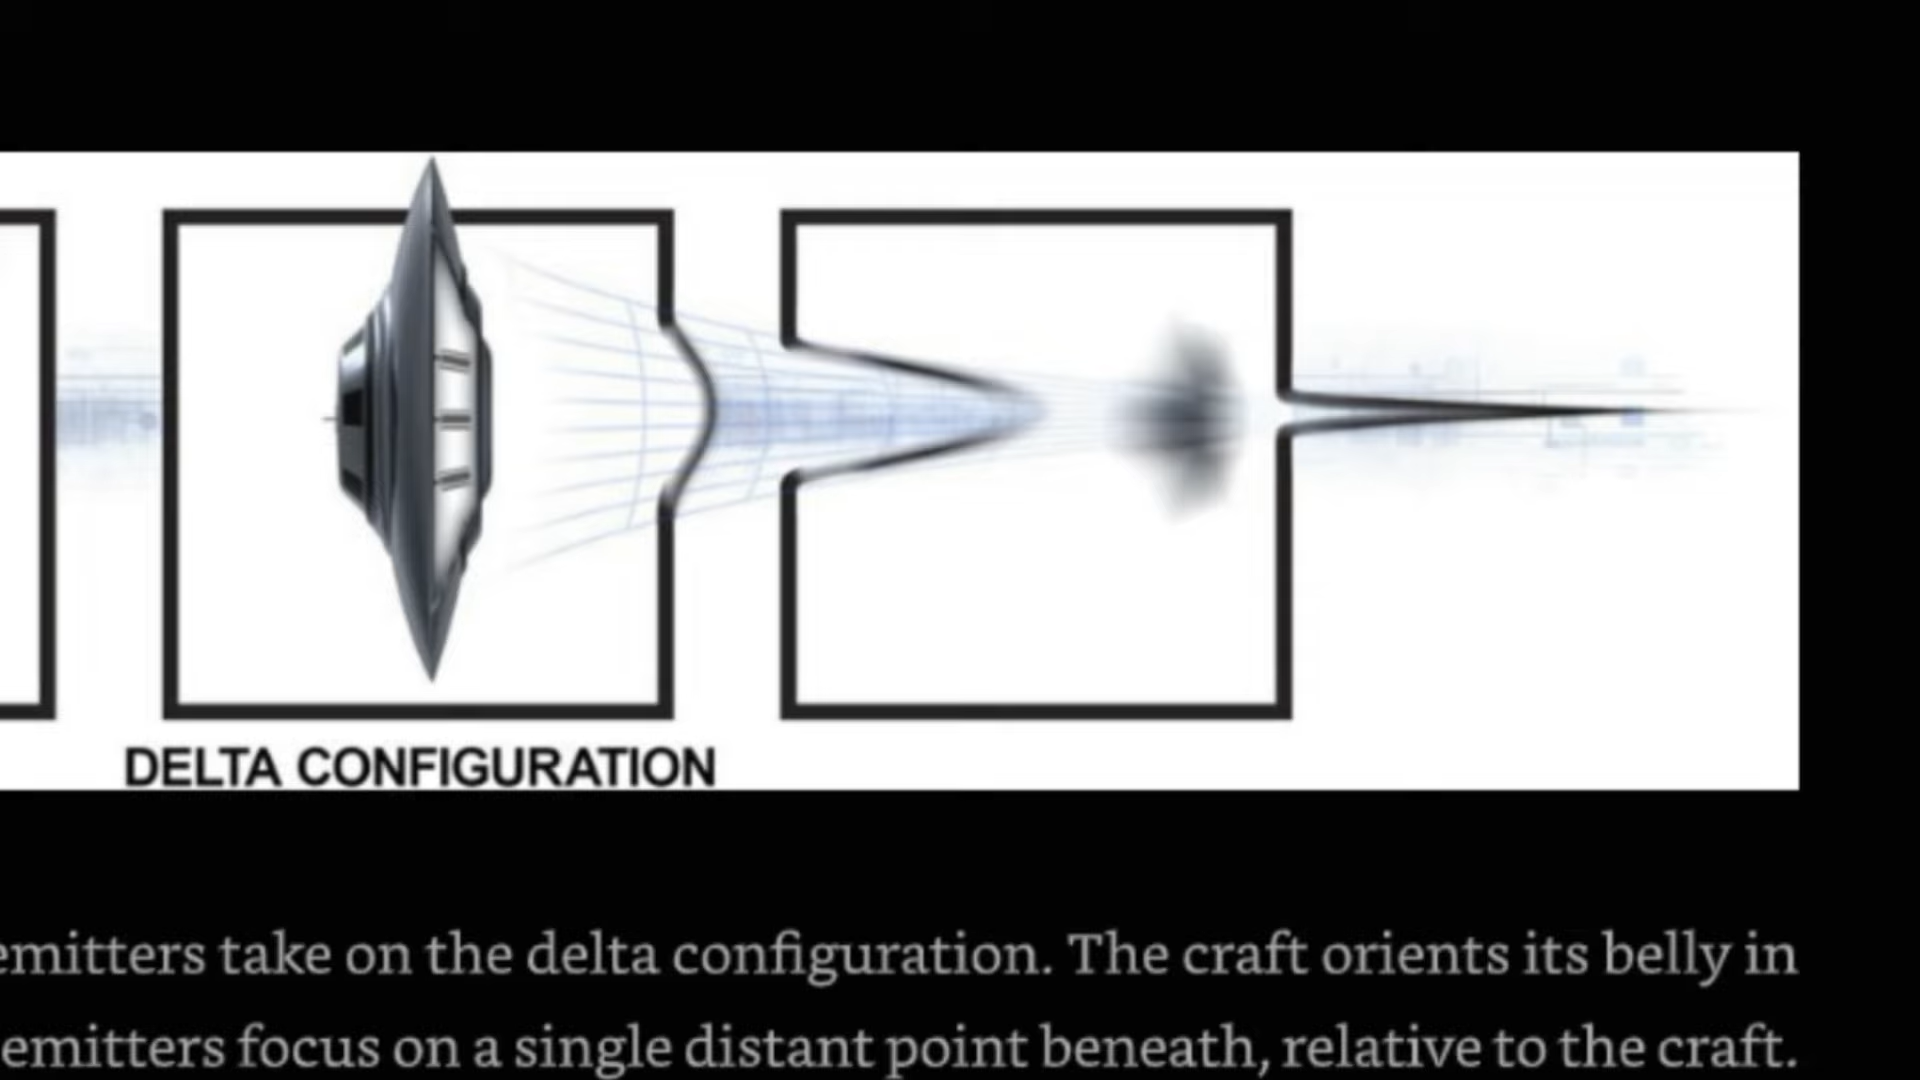 DELTA CONFIGURATION
emitters take on the delta configuration. The craft orients its belly in
emitters focus on a single distant point beneath, relative to the craft.